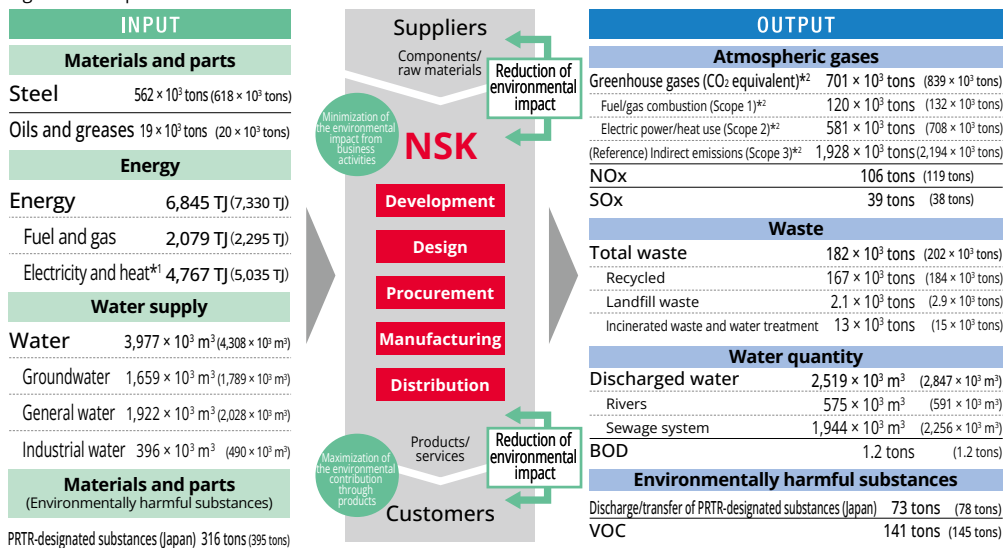 INPUT
Materials and parts
Steel 562 × 10³ tons (618 × 10³ tons)
Oils and greases 19 × 10³ tons (20 × 10³ tons)
Energy
Energy 6,845 TJ (7,330 TJ)
Fuel and gas 2,079 TJ (2,295 TJ)
Electricity and heat*¹ 4,767 TJ (5,035 TJ)
Water supply
Water 3,977 × 10³ m³ (4,308 × 10³ m³)
Groundwater 1,659 × 10³ m³ (1,789 × 10³ m³)
General water 1,922 × 10³ m³ (2,028 × 10³ m³)
Industrial water 396 × 10³ m³ (490 × 10³ m³)
Materials and parts
(Environmentally harmful substances)
PRTR-designated substances (Japan) 316 tons (395 tons)
Suppliers
Components/
raw materials
Reduction of
environmental
impact
Minimization of
the environmental
impact from
business
activities
NSK
Development
Design
Procurement
Manufacturing
Distribution
Products/
services
Reduction of
environmental
impact
Maximization of
the environmental
contribution
through
products
Customers
OUTPUT
Atmospheric gases
Greenhouse gases (CO₂ equivalent)*² 701 × 10³ tons (839 × 10³ tons)
Fuel/gas combustion (Scope 1)*² 120 × 10³ tons (132 × 10³ tons)
Electric power/heat use (Scope 2)*² 581 × 10³ tons (708 × 10³ tons)
(Reference) Indirect emissions (Scope 3)*² 1,928 × 10³ tons (2,194 × 10³ tons)
NOx 106 tons (119 tons)
SOx 39 tons (38 tons)
Waste
Total waste 182 × 10³ tons (202 × 10³ tons)
Recycled 167 × 10³ tons (184 × 10³ tons)
Landfill waste 2.1 × 10³ tons (2.9 × 10³ tons)
Incinerated waste and water treatment 13 × 10³ tons (15 × 10³ tons)
Water quantity
Discharged water 2,519 × 10³ m³ (2,847 × 10³ m³)
Rivers 575 × 10³ m³ (591 × 10³ m³)
Sewage system 1,944 × 10³ m³ (2,256 × 10³ m³)
BOD 1.2 tons (1.2 tons)
Environmentally harmful substances
Discharge/transfer of PRTR-designated substances (Japan) 73 tons (78 tons)
VOC 141 tons (145 tons)